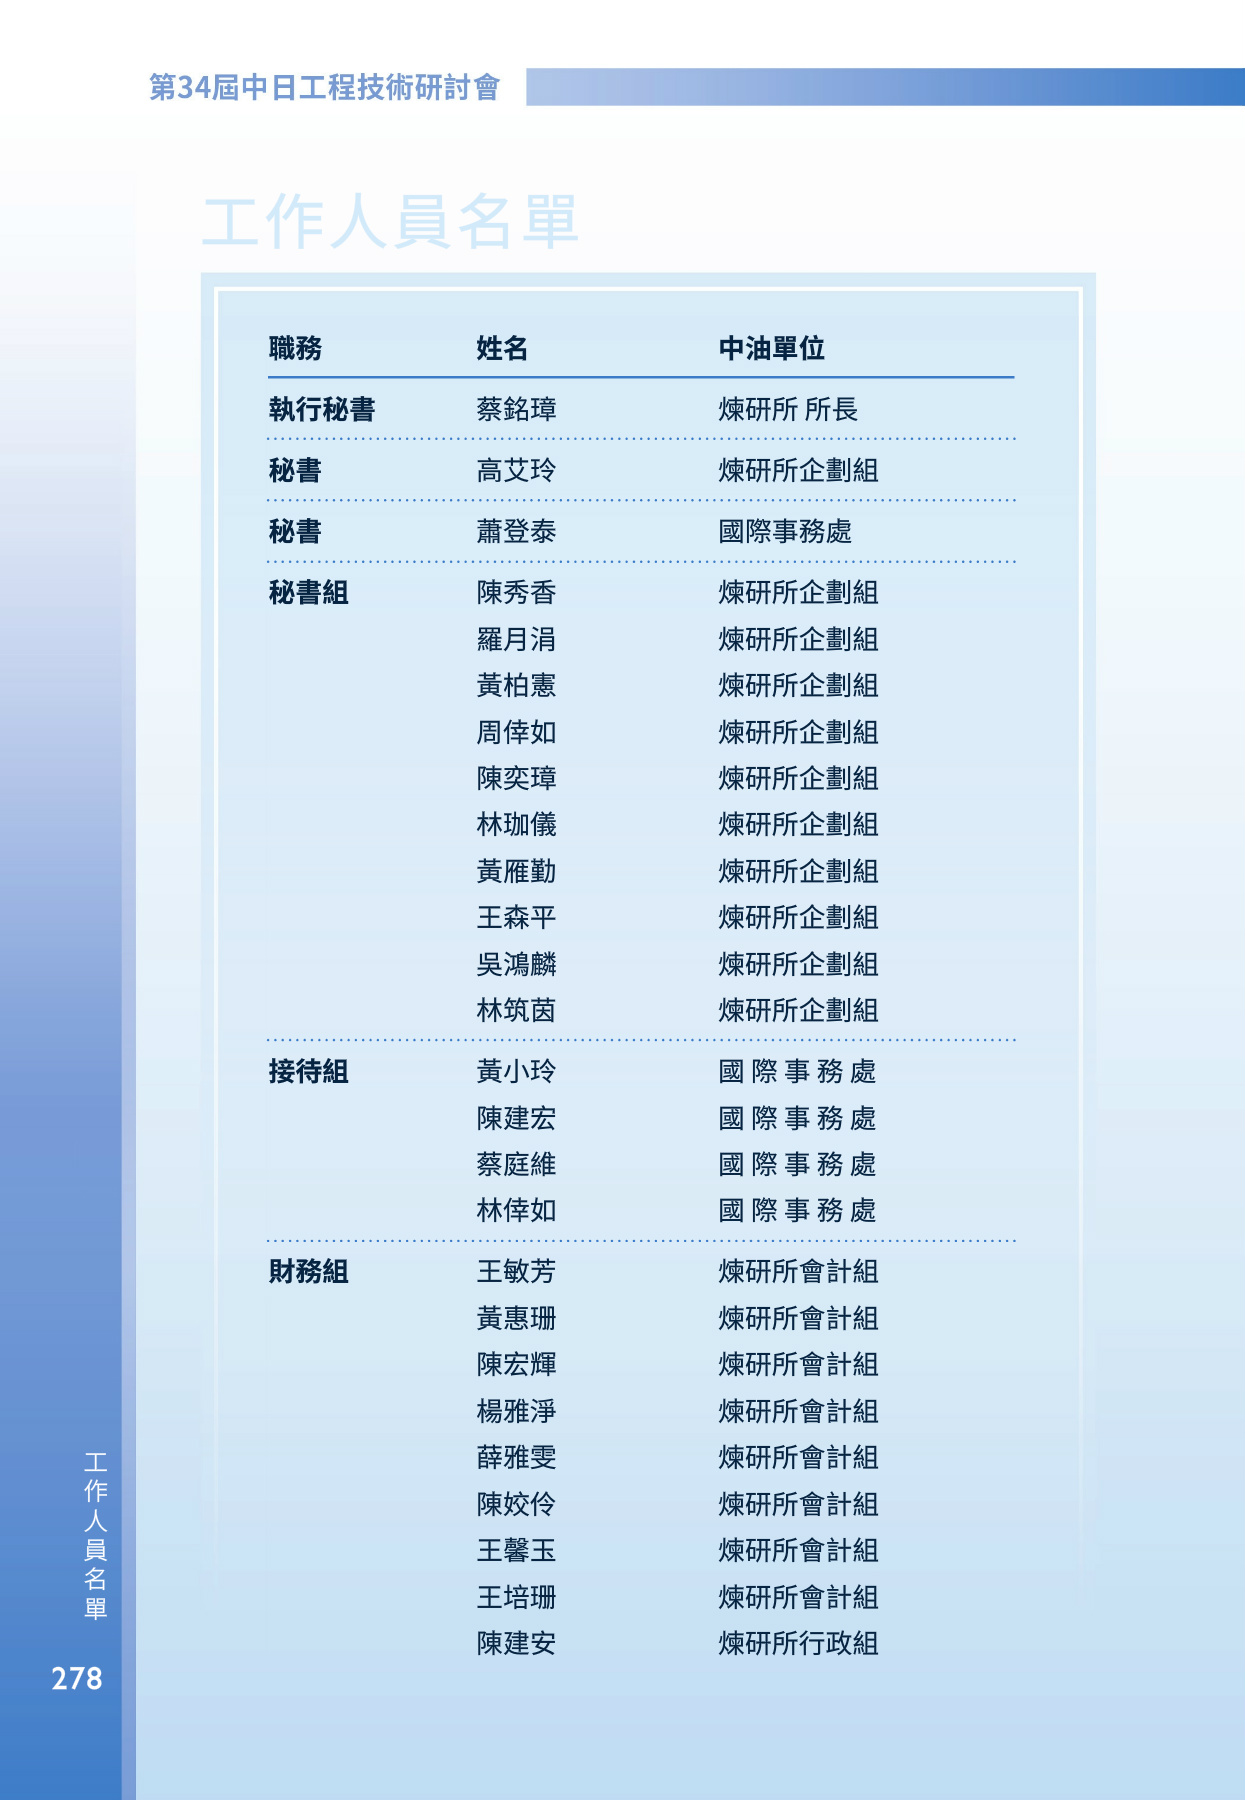 第34屆中日工程技術研討會
工作人員名單
職務 姓名 中油單位
執行秘書 蔡銘璋 煉研所 所長
秘書 高艾玲 煉研所企劃組
秘書 蕭登泰 國際事務處
秘書組 陳秀香 煉研所企劃組
羅月涓 煉研所企劃組
黃柏憲 煉研所企劃組
周倖如 煉研所企劃組
陳奕璋 煉研所企劃組
林珈儀 煉研所企劃組
黃雁勤 煉研所企劃組
王森平 煉研所企劃組
吳鴻麟 煉研所企劃組
林筑茵 煉研所企劃組
接待組 黃小玲 國際事務處
陳建宏 國際事務處
蔡庭維 國際事務處
林倖如 國際事務處
財務組 王敏芳 煉研所會計組
黃惠珊 煉研所會計組
陳宏輝 煉研所會計組
楊雅淨 煉研所會計組
薛雅雯 煉研所會計組
陳姣伶 煉研所會計組
王馨玉 煉研所會計組
王培珊 煉研所會計組
陳建安 煉研所行政組
工作人員名單
278